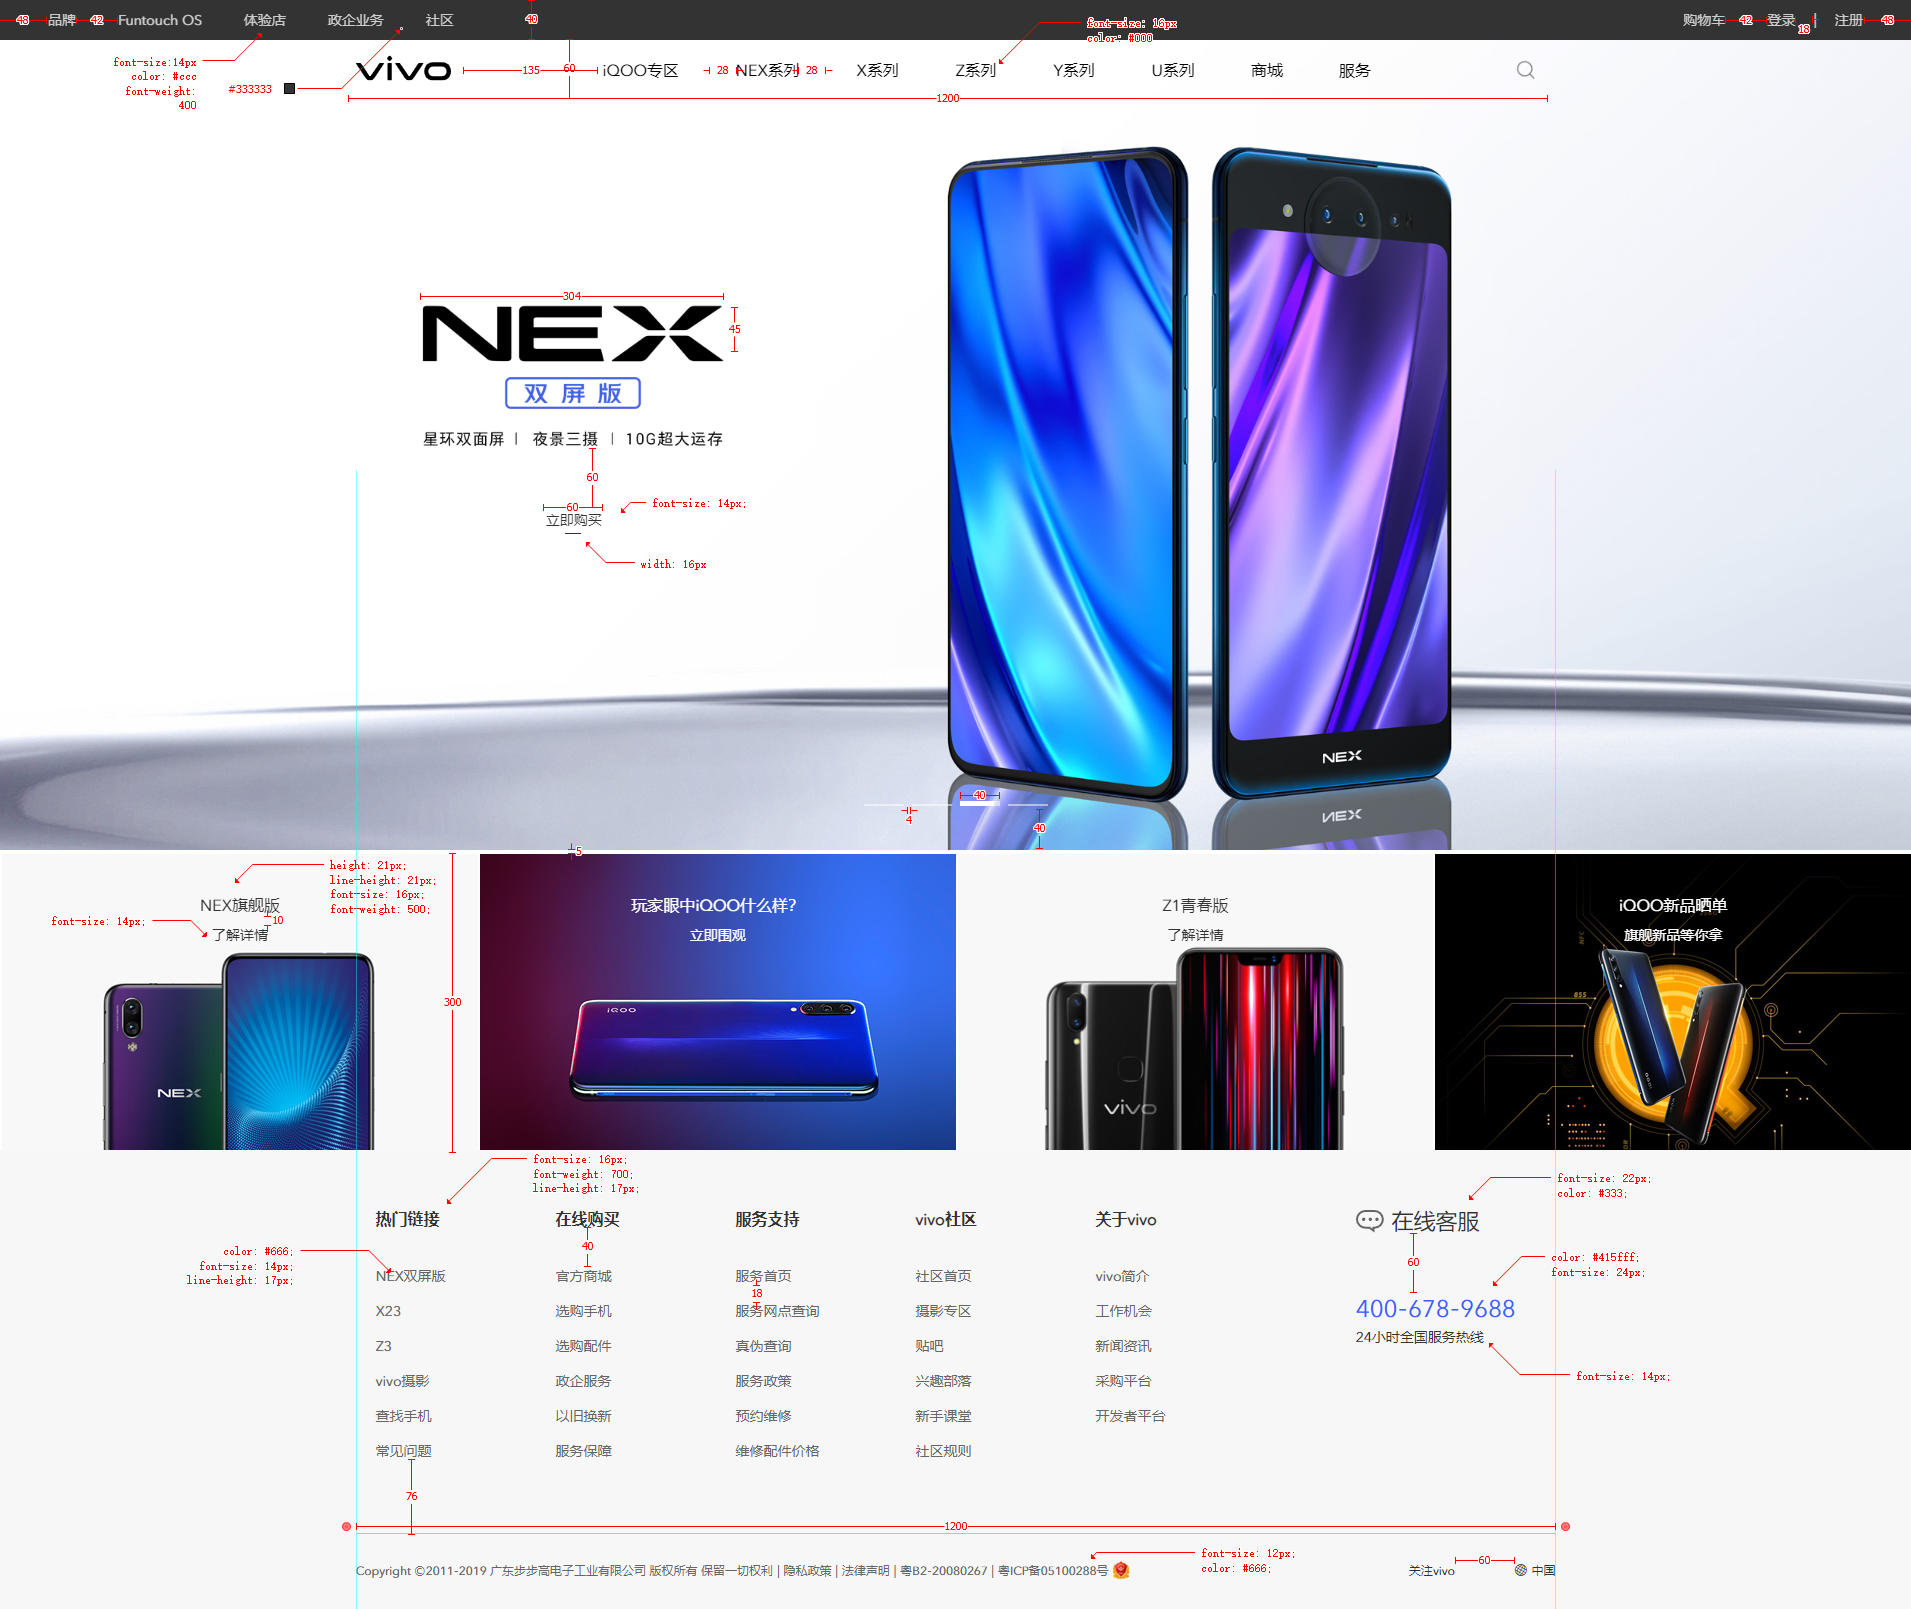 48 品牌 42 Funtouch OS 体验店 政企业务 社区 40 购物车 42 登录 18 | 注册 48
font-size:14px
color: #ccc
font-weight:
400
#333333
font-size: 16px
color: #000
vivo 135 60 iQOO专区 28 NEX系列 28 X系列 Z系列 Y系列 U系列 商城 服务
1200
304
NEX
45
双屏版
星环双面屏 | 夜景三摄 | 10G超大运存
60
60
font-size: 14px;
立即购买
width: 16px
NEX
NEX
40
4
40
5
height: 21px;
line-height: 21px;
font-size: 16px;
font-weight: 500;
NEX旗舰版
font-size: 14px;
10
了解详情
NEX
300
玩家眼中iQOO什么样?
立即围观
iQOO
Z1青春版
了解详情
vivo
iQOO新品晒单
旗舰新品等你拿
855
font-size: 16px;
font-weight: 700;
line-height: 17px;
font-size: 22px;
color: #333;
热门链接 在线购买 服务支持 vivo社区 关于vivo 在线客服
color: #666;
font-size: 14px;
line-height: 17px;
40
60
color: #415fff;
font-size: 24px;
NEX双屏版 官方商城 服务首页 社区首页 vivo简介
18
X23 选购手机 服务网点查询 摄影专区 工作机会 400-678-9688
24小时全国服务热线
Z3 选购配件 真伪查询 贴吧 新闻资讯
font-size: 14px;
vivo摄影 政企服务 服务政策 兴趣部落 采购平台
查找手机 以旧换新 预约维修 新手课堂 开发者平台
常见问题 服务保障 维修配件价格 社区规则
76
1200
font-size: 12px;
color: #666;
60
Copyright ©2011-2019 广东步步高电子工业有限公司 版权所有 保留一切权利 | 隐私政策 | 法律声明 | 粤B2-20080267 | 粤ICP备05100288号 关注vivo 中国